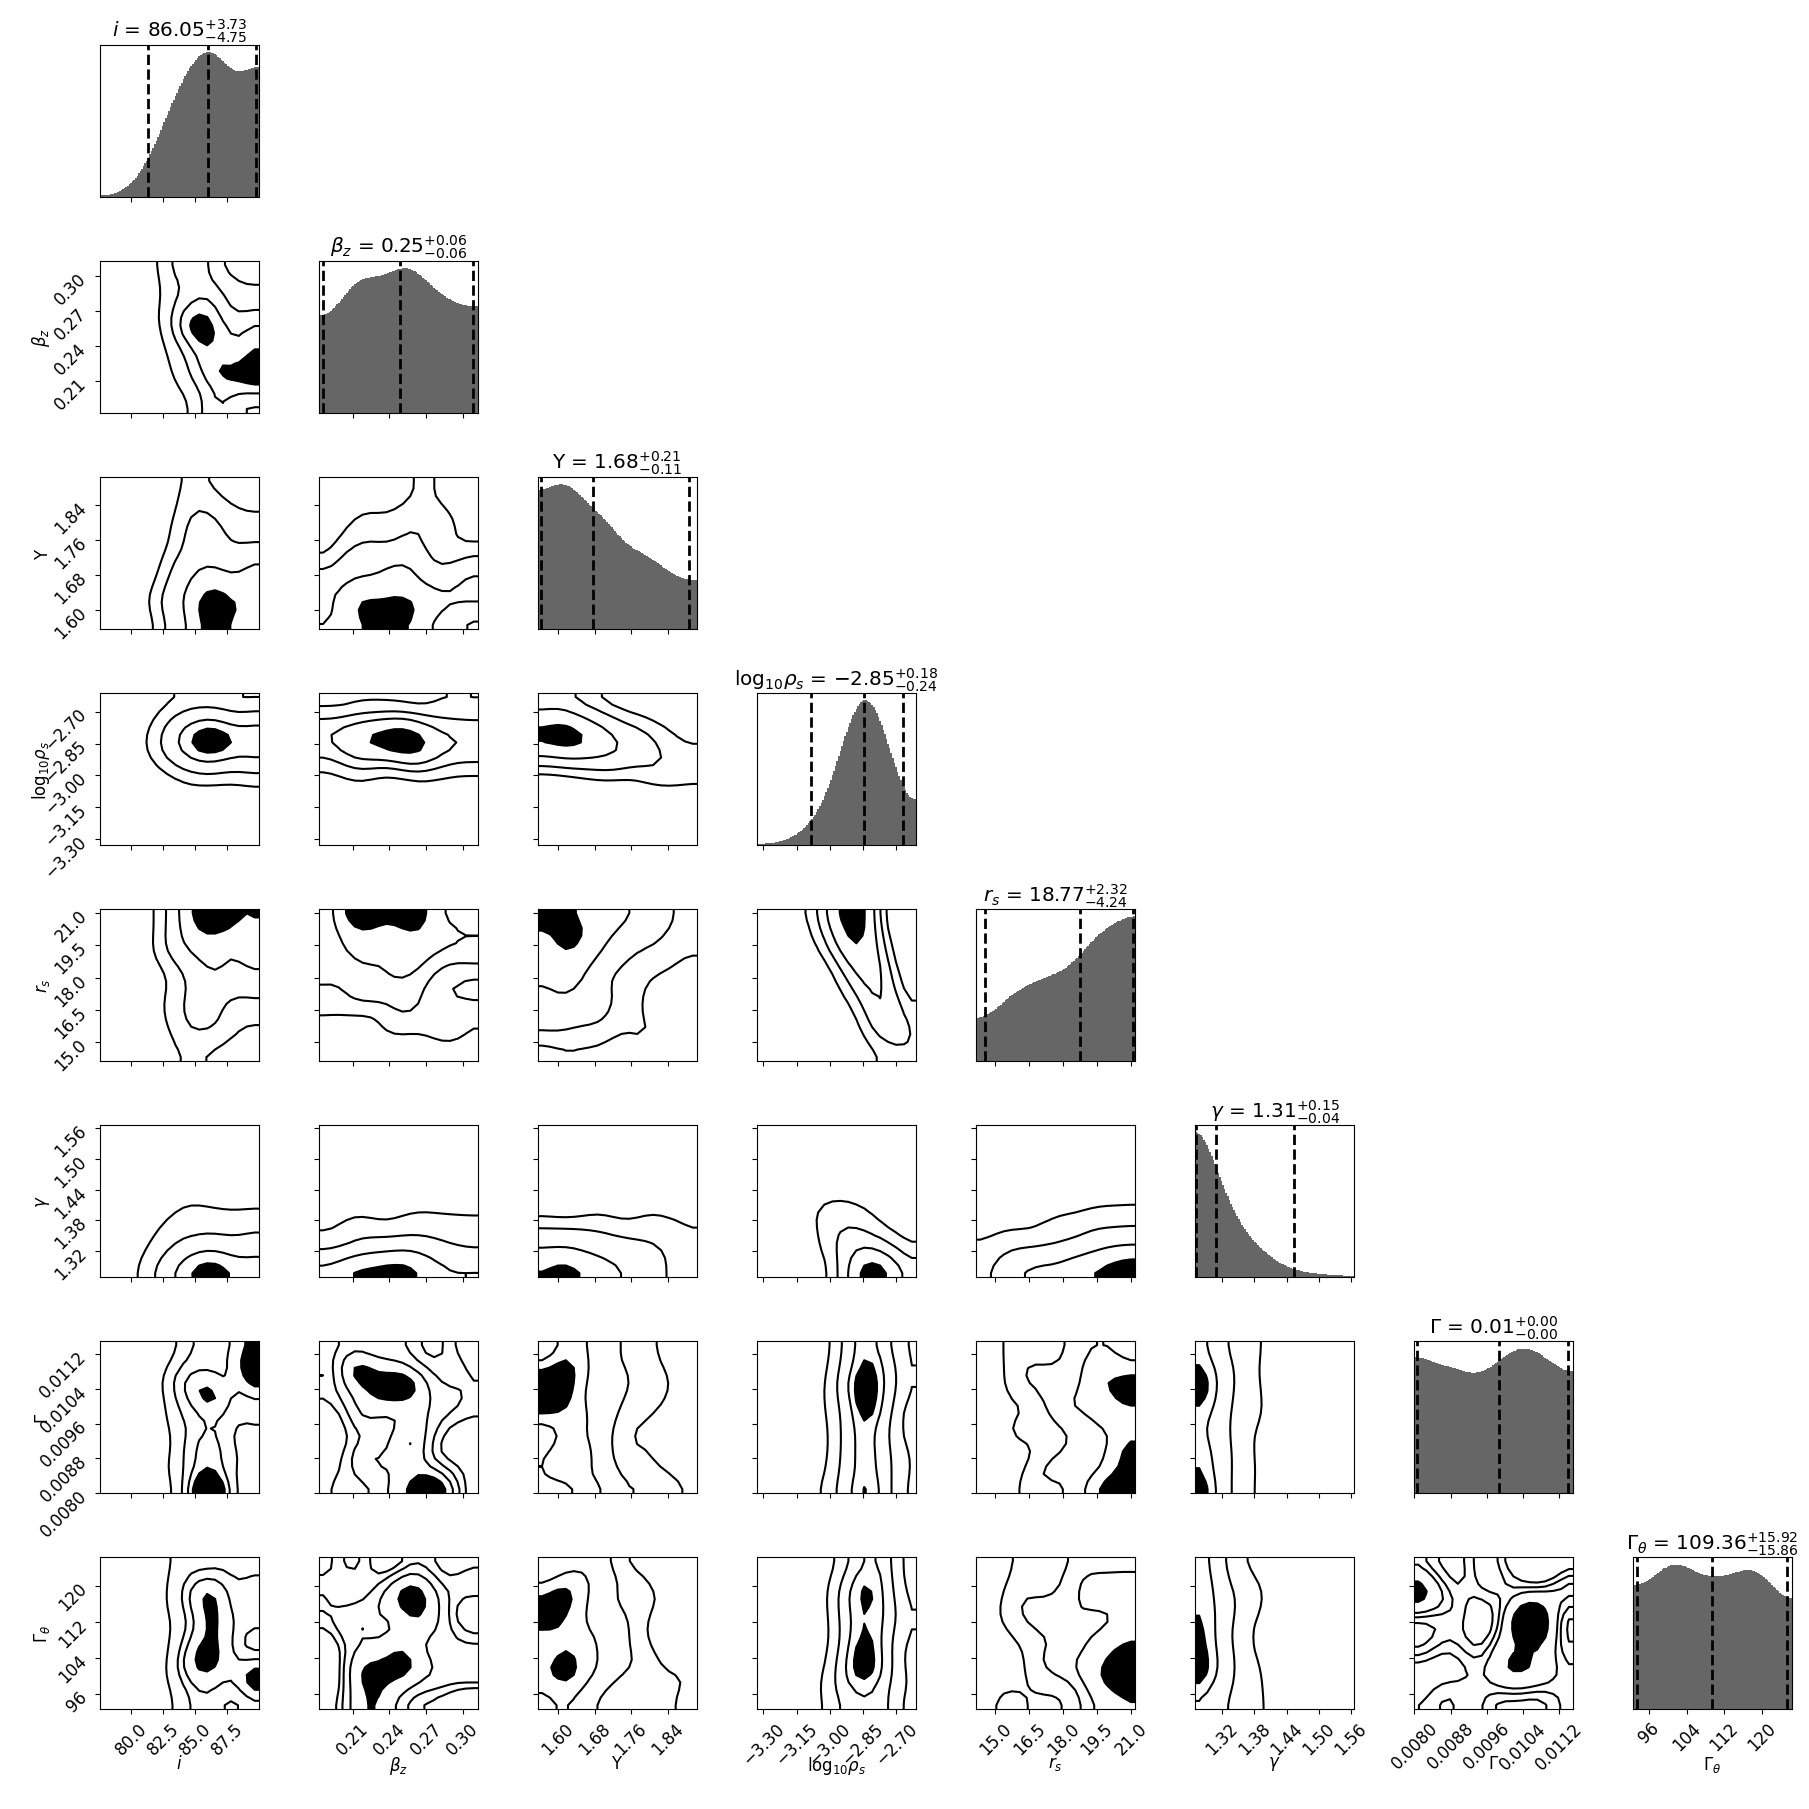 i = 86.05 +3.73 −4.75
0.30
0.27
0.24
0.21
β_z
β_z = 0.25 +0.06 −0.06
1.84
1.76
1.68
1.60
Υ
Υ = 1.68 +0.21 −0.11
−2.70
−2.85
−3.00
−3.15
−3.30
log₁₀ρ_s
log₁₀ρ_s = −2.85 +0.18 −0.24
21.0
19.5
18.0
16.5
15.0
r_s
r_s = 18.77 +2.32 −4.24
1.56
1.50
1.44
1.38
1.32
γ
γ = 1.31 +0.15 −0.04
0.0112
0.0104
0.0096
0.0088
0.0080
Γ
Γ = 0.01 +0.00 −0.00
120
112
104
96
Γ_θ
Γ_θ = 109.36 +15.92 −15.86
80.0 82.5 85.0 87.5
0.21 0.24 0.27 0.30
1.60 1.68 1.76 1.84
−3.30 −3.15 −3.00 −2.85 −2.70
15.0 16.5 18.0 19.5 21.0
1.32 1.38 1.44 1.50 1.56
0.0080 0.0088 0.0096 0.0104 0.0112
96 104 112 120
i β_z Υ log₁₀ρ_s r_s γ Γ Γ_θ